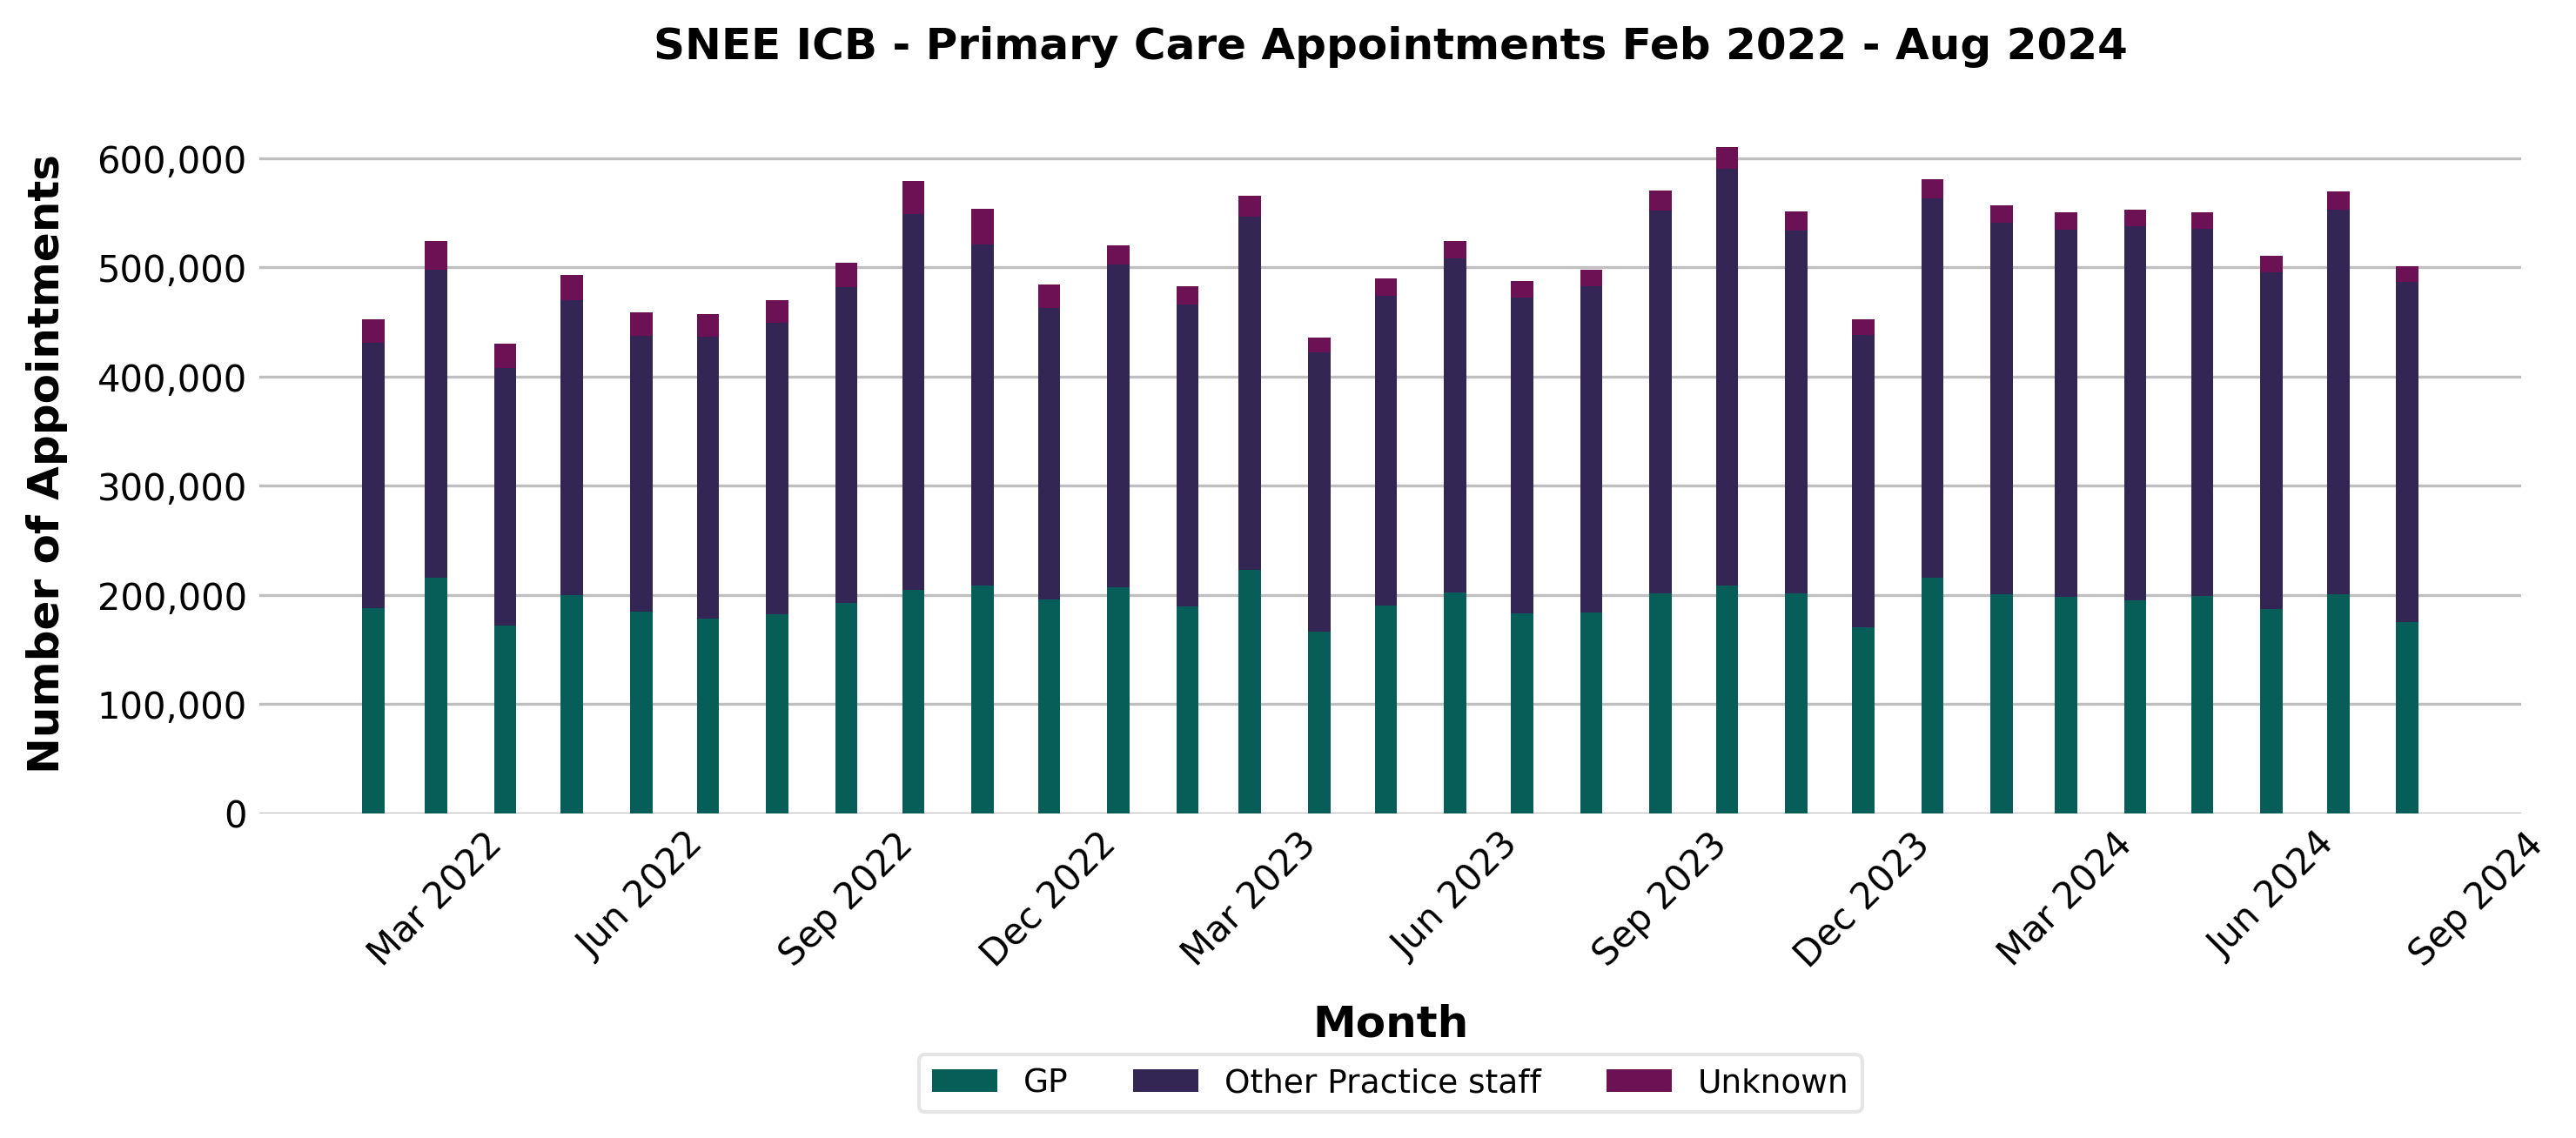 SNEE ICB - Primary Care Appointments Feb 2022 - Aug 2024
Number of Appointments
600,000
500,000
400,000
300,000
200,000
100,000
0
Mar 2022
Jun 2022
Sep 2022
Dec 2022
Mar 2023
Jun 2023
Sep 2023
Dec 2023
Mar 2024
Jun 2024
Sep 2024
Month
GP
Other Practice staff
Unknown